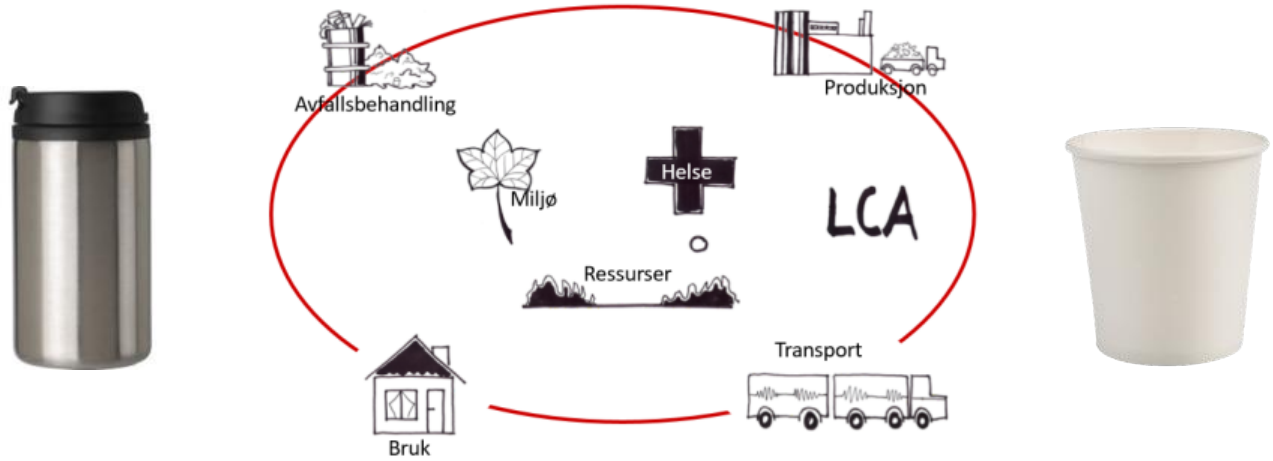 Avfallsbehandling
Produksjon
Helse
Miljø
LCA
Ressurser
Transport
Bruk